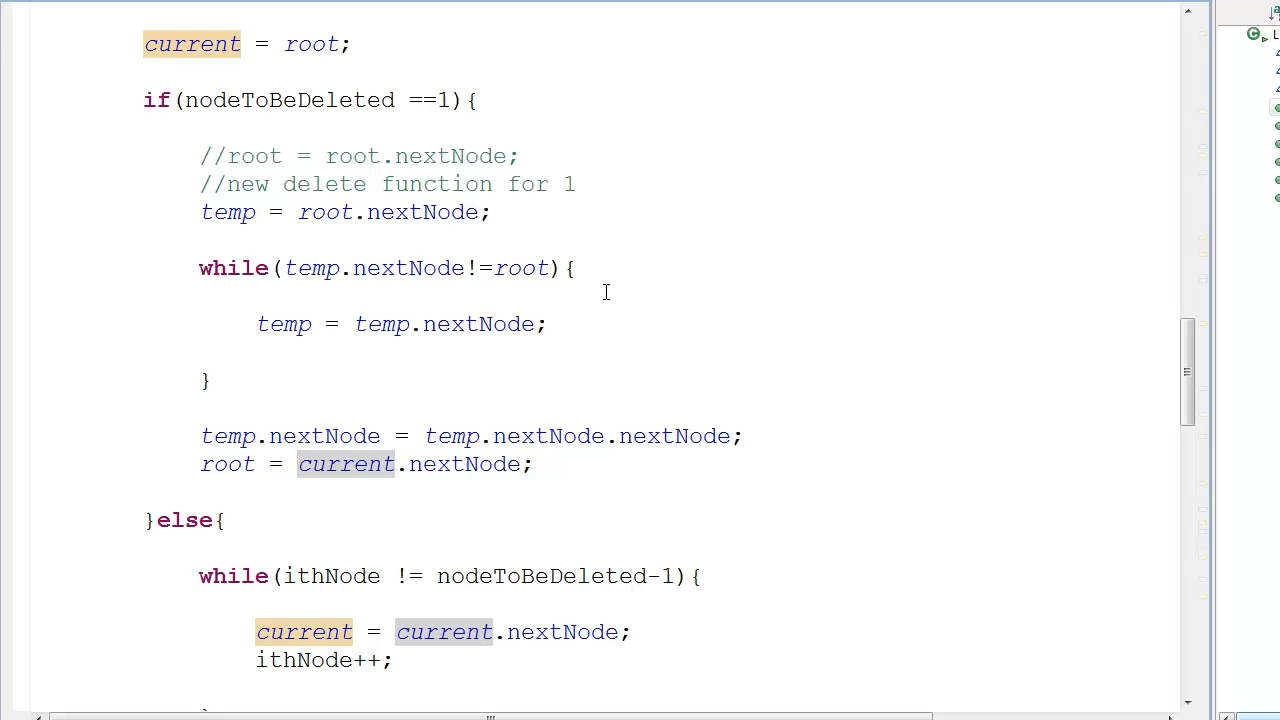 current = root;
if(nodeToBeDeleted ==1){
//root = root.nextNode;
//new delete function for 1
temp = root.nextNode;
while(temp.nextNode!=root){
temp = temp.nextNode;
}
temp.nextNode = temp.nextNode.nextNode;
root = current.nextNode;
}else{
while(ithNode != nodeToBeDeleted-1){
current = current.nextNode;
ithNode++;